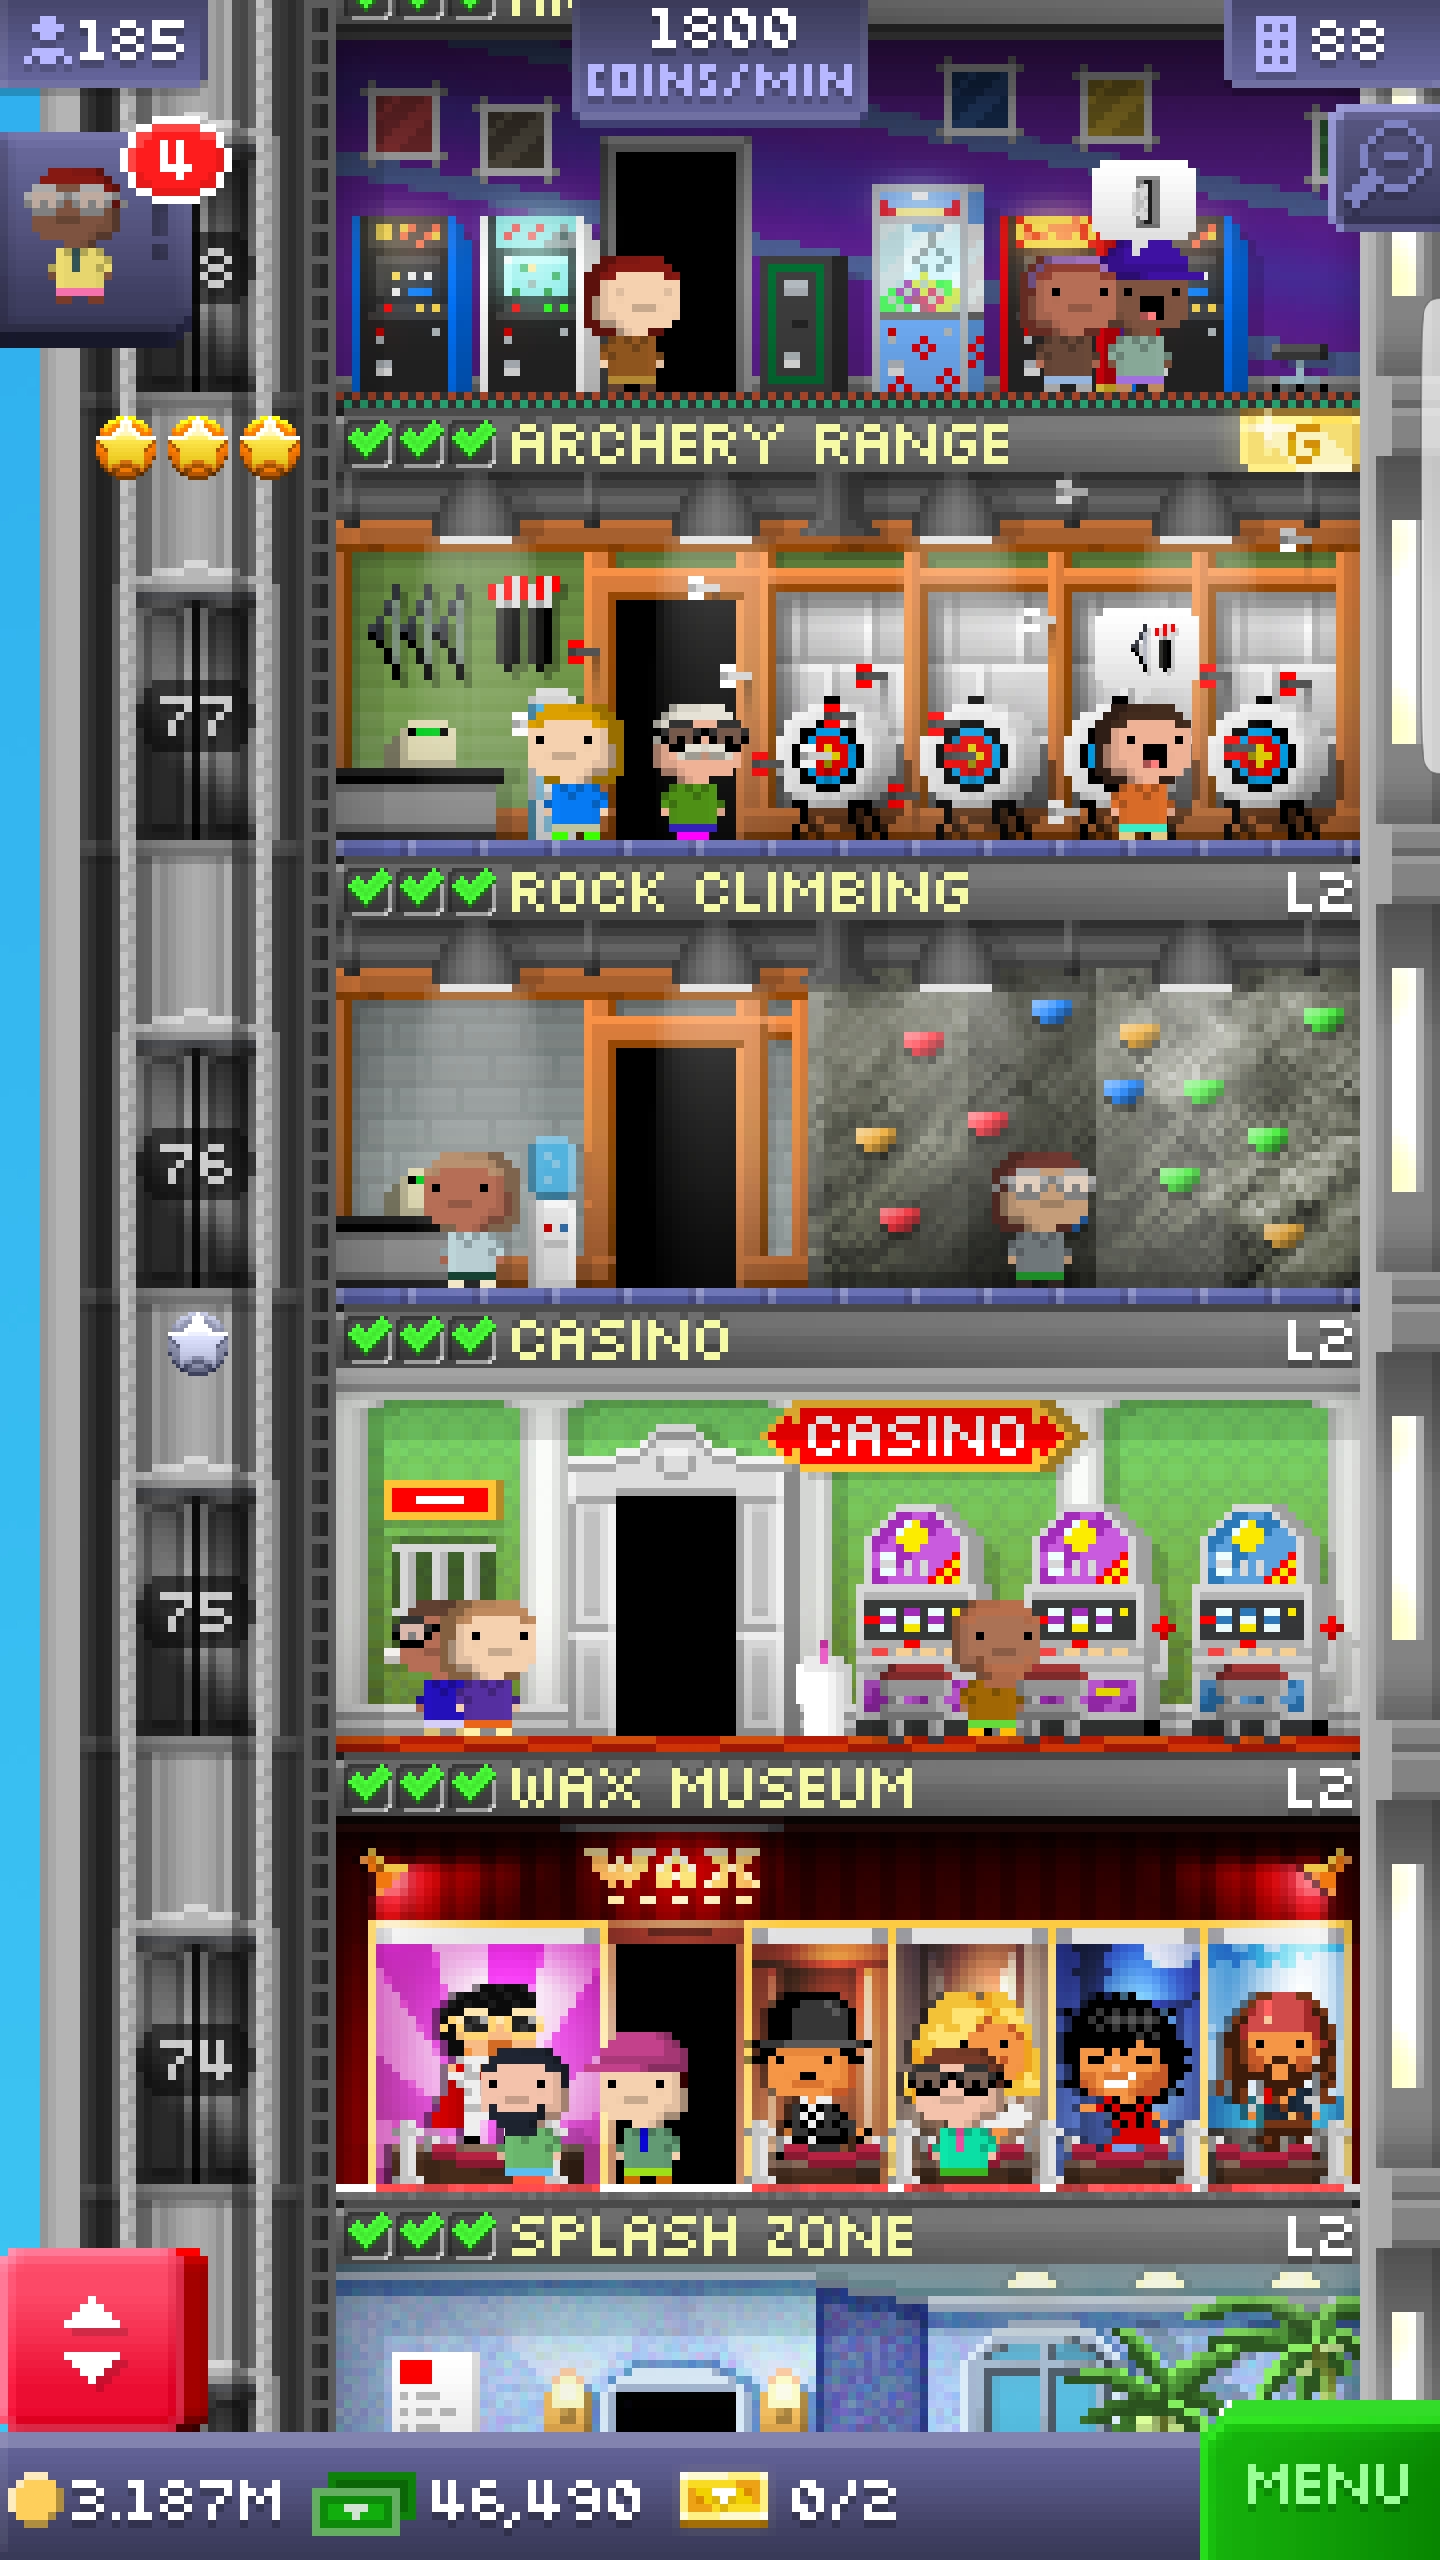 185
1800
COINS/MIN
88
4
8
ARCHERY RANGE
G
77
ROCK CLIMBING
L2
76
CASINO
L2
CASINO
75
WAX MUSEUM
L2
WAX
74
SPLASH ZONE
L2
3.187M
46,490
0/2
MENU